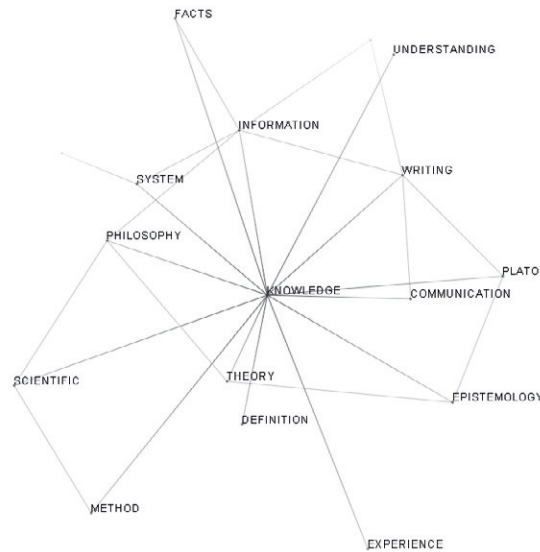 FACTS
UNDERSTANDING
INFORMATION
WRITING
SYSTEM
PHILOSOPHY
PLATO
KNOWLEDGE
COMMUNICATION
THEORY
SCIENTIFIC
EPISTEMOLOGY
DEFINITION
METHOD
EXPERIENCE